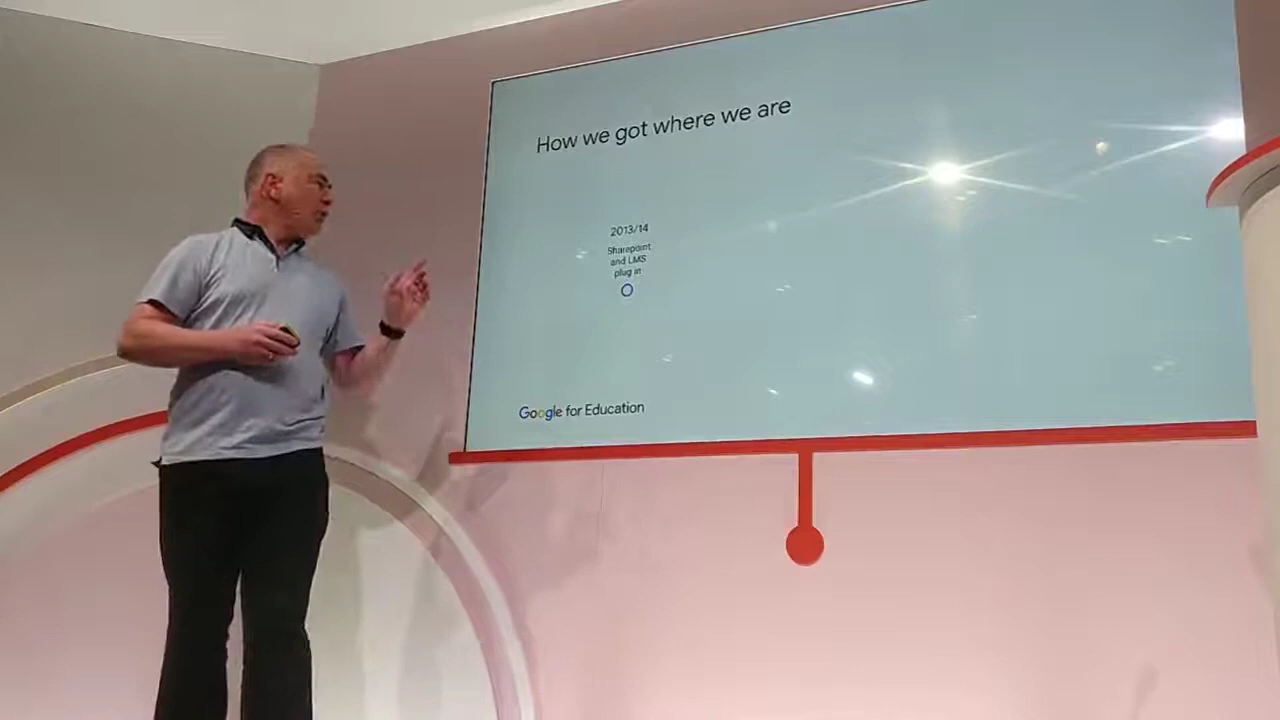 How we got where we are
2013/14
Sharepoint
and LMS
plug in
Google for Education